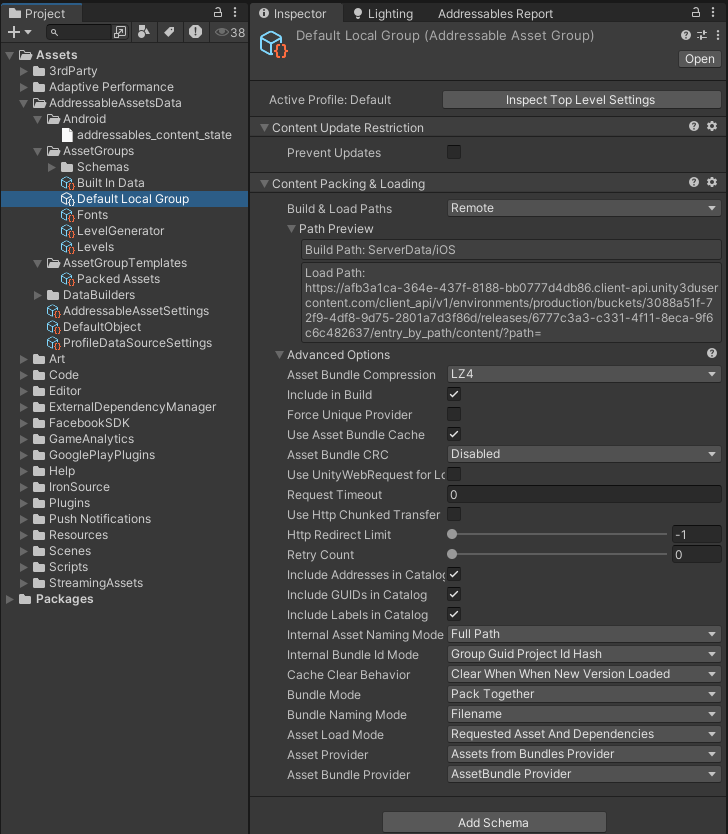 Project
38
Assets
3rdParty
Adaptive Performance
AddressableAssetsData
Android
addressables_content_state
AssetGroups
Schemas
Built In Data
Default Local Group
Fonts
LevelGenerator
Levels
AssetGroupTemplates
Packed Assets
DataBuilders
AddressableAssetSettings
DefaultObject
ProfileDataSourceSettings
Art
Code
Editor
ExternalDependencyManager
FacebookSDK
GameAnalytics
GooglePlayPlugins
Help
IronSource
Plugins
Push Notifications
Resources
Scenes
Scripts
StreamingAssets
Packages
Inspector
Lighting
Addressables Report
Default Local Group (Addressable Asset Group)
Open
Active Profile: Default
Inspect Top Level Settings
Content Update Restriction
Prevent Updates
Content Packing & Loading
Build & Load Paths
Remote
Path Preview
Build Path: ServerData/iOS
Load Path:
https://afb3a1ca-364e-437f-8188-bb0777d4db86.client-api.unity3duser
content.com/client_api/v1/environments/production/buckets/3088a51f-7
2f9-4df8-9d75-2801a7d3f86d/releases/6777c3a3-c331-4f11-8eca-9f6
c6c482637/entry_by_path/content/?path=
Advanced Options
Asset Bundle Compression
LZ4
Include in Build
Force Unique Provider
Use Asset Bundle Cache
Asset Bundle CRC
Disabled
Use UnityWebRequest for Lo
Request Timeout
0
Use Http Chunked Transfer
Http Redirect Limit
-1
Retry Count
0
Include Addresses in Catalog
Include GUIDs in Catalog
Include Labels in Catalog
Internal Asset Naming Mode
Full Path
Internal Bundle Id Mode
Group Guid Project Id Hash
Cache Clear Behavior
Clear When When New Version Loaded
Bundle Mode
Pack Together
Bundle Naming Mode
Filename
Asset Load Mode
Requested Asset And Dependencies
Asset Provider
Assets from Bundles Provider
Asset Bundle Provider
AssetBundle Provider
Add Schema